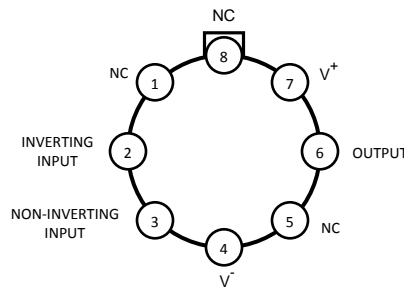 NC
8
NC
1
7
V+
INVERTING
INPUT
2
6
OUTPUT
NON-INVERTING
INPUT
3
5
NC
4
V-